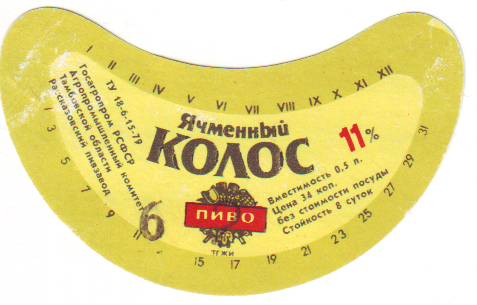 I II III IV V VI VII VIII IX X XI XII
ТУ 18-6-15-79
Госагропром РСФСР
Агропромышленный комитет
Тамбовской области
Рассказовский пивзавод
Ячменный
КОЛОС
11%
ПИВО
Вместимость 0,5 л.
Цена 34 коп.
без стоимости посуды
Стойкость 8 суток
6
1 3 5 7 9 11 15 17 19 21 23 25 27 29 31